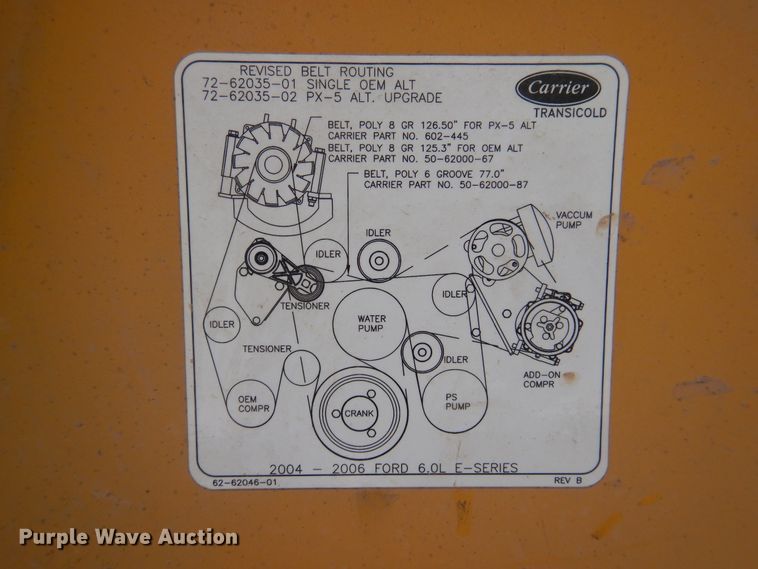 REVISED BELT ROUTING
72-62035-01 SINGLE OEM ALT
72-62035-02 PX-5 ALT. UPGRADE
Carrier
TRANSICOLD
BELT, POLY 8 GR 126.50" FOR PX-5 ALT
CARRIER PART NO. 602-445
BELT, POLY 8 GR 125.3" FOR OEM ALT
CARRIER PART NO. 50-62000-67
BELT, POLY 6 GROOVE 77.0"
CARRIER PART NO. 50-62000-87
VACCUM
PUMP
IDLER
IDLER
IDLER
TENSIONER
WATER
PUMP
IDLER
TENSIONER
IDLER
ADD-ON
COMPR
OEM
COMPR
CRANK
PS
PUMP
2004 - 2006 FORD 6.0L E-SERIES
62-62046-01
REV B
Purple Wave Auction